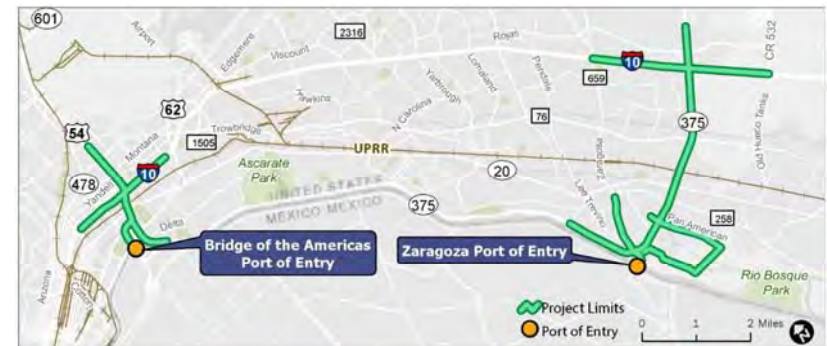 601
Airport
Edgemere
Viscount
2316
Rojas
CR 532
10
659
62
54
Montana
Trowbridge
Hawkins
N Carolina
Yarbrough
Lomaland
Pendale
76
375
Old Hueco Tanks
1505
UPRR
20
Ascarate
Park
10
478
Yandell
UNITED STATES
MEXICO MEXICO
375
Zaragoza
Lee Trevino
Pan American
258
Delta
Bridge of the Americas
Port of Entry
Zaragoza Port of Entry
Rio Bosque
Park
Arizona
Cotton
Project Limits
Port of Entry
0 1 2 Miles